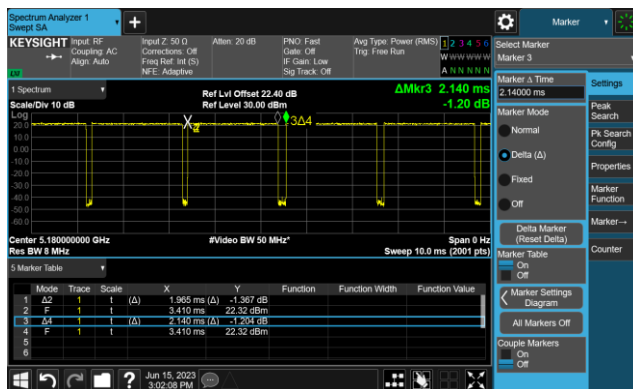 Spectrum Analyzer 1
Swept SA
Marker
KEYSIGHT
Input: RF
Coupling: AC
Align: Auto
Input Z: 50 Ω
Corrections: Off
Freq Ref: Int (S)
NFE: Adaptive
Atten: 20 dB
PNO: Fast
Gate: Off
IF Gain: Low
Sig Track: Off
Avg Type: Power (RMS)
Trig: Free Run
1 2 3 4 5 6
W W W W W W
A N N N N N
Select Marker
Marker 3
1 Spectrum
Scale/Div 10 dB
Ref Lvl Offset 22.40 dB
Ref Level 30.00 dBm
ΔMkr3 2.140 ms
-1.20 dB
Log
20.0
10.0
0.00
-10.0
-20.0
-30.0
-40.0
-50.0
-60.0
X
3Δ4
Center 5.180000000 GHz
Res BW 8 MHz
#Video BW 50 MHz*
Span 0 Hz
Sweep 10.0 ms (2001 pts)
5 Marker Table
Mode Trace Scale X Y Function Function Width Function Value
1 Δ2 1 t (Δ) 1.965 ms (Δ) -1.367 dB
2 F 1 t 3.410 ms 22.32 dBm
3 Δ4 1 t (Δ) 2.140 ms (Δ) -1.204 dB
4 F 1 t 3.410 ms 22.32 dBm
5
6
Marker Δ Time
2.14000 ms
Marker Mode
Normal
Delta (Δ)
Fixed
Off
Delta Marker
(Reset Delta)
Marker Table
On
Off
Marker Settings
Diagram
All Markers Off
Couple Markers
On
Off
Settings
Peak
Search
Pk Search
Config
Properties
Marker
Function
Marker→
Counter
?
Jun 15, 2023
3:02:08 PM